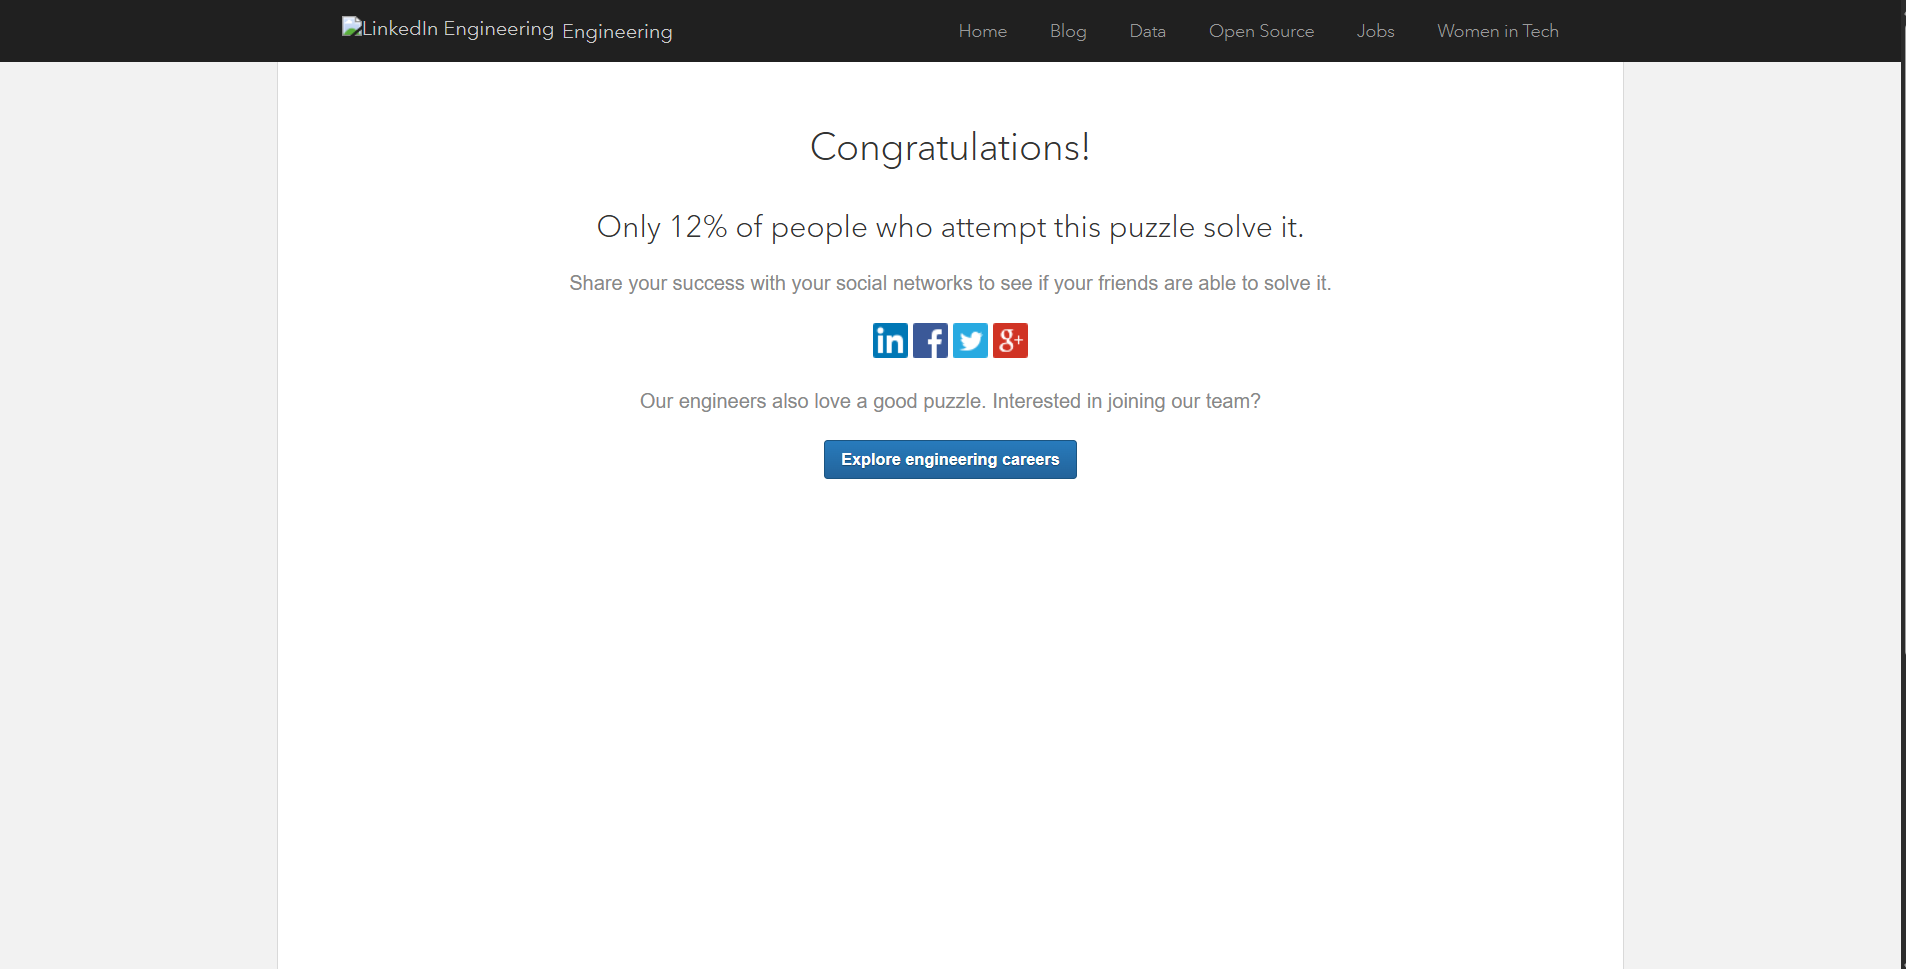 LinkedIn Engineering Engineering Home Blog Data Open Source Jobs Women in Tech
Congratulations!
Only 12% of people who attempt this puzzle solve it.
Share your success with your social networks to see if your friends are able to solve it.
in f g+
Our engineers also love a good puzzle. Interested in joining our team?
Explore engineering careers